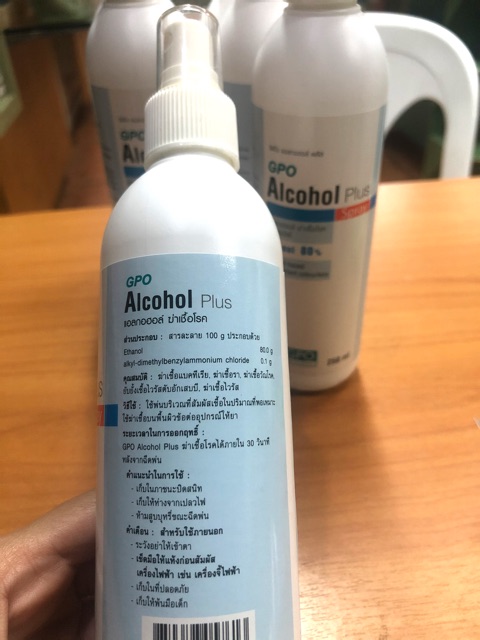 GPO
Alcohol Plus
แอลกอฮอล์ ฆ่าเชื้อโรค
ส่วนประกอบ : สารละลาย 100 g ประกอบด้วย
Ethanol 80.0 g
alkyl-dimethylbenzylammonium chloride 0.1 g
คุณสมบัติ : ฆ่าเชื้อแบคทีเรีย, ฆ่าเชื้อรา, ฆ่าเชื้อวัณโรค,
ยับยั้งเชื้อไวรัสตับอักเสบบี, ฆ่าเชื้อไวรัส
วิธีใช้ : ใช้พ่นบริเวณที่สัมผัสเชื้อในปริมาณที่พอเหมาะ
ใช้ฆ่าเชื้อบนพื้นผิว
ระยะเวลาในการออกฤทธิ์ :
GPO Alcohol Plus ฆ่าเชื้อโรคได้ภายใน 30 วินาที
หลังจากฉีดพ่น
คำแนะนำในการใช้ :
- เก็บในภาชนะปิดสนิท
- เก็บให้ห่างจากเปลวไฟ
- ห้ามสูบบุหรี่ขณะฉีดพ่น
คำเตือน : สำหรับใช้ภายนอก
- ระวังอย่าให้เข้าตา
- เช็ดมือให้แห้งก่อนสัมผัส
เครื่องไฟฟ้า เช่น เครื่องจี้ไฟฟ้า
- เก็บในที่ปลอดภัย
- เก็บให้พ้นมือเด็ก
GPO
Alcohol Plus
Spray
GPO
GPO
Al